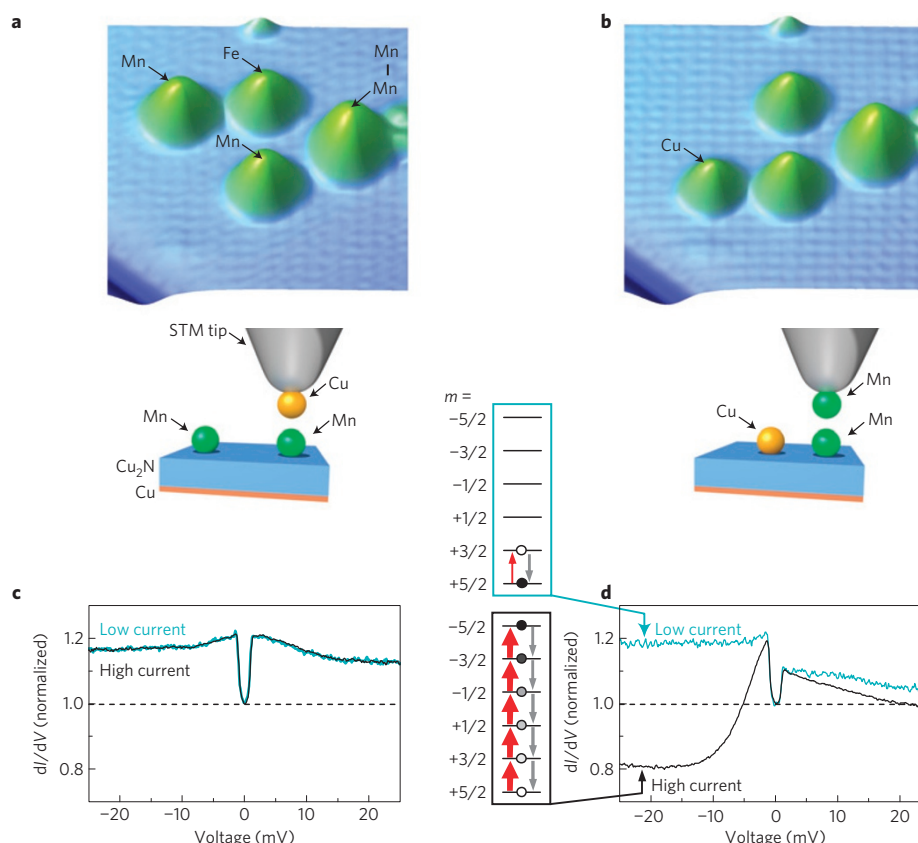 a
Mn
Fe
Mn
Mn
Mn
b
Cu
STM tip
Cu
Mn
Mn
Cu₂N
Cu
m =
−5/2
−3/2
−1/2
+1/2
+3/2
+5/2
Mn
Cu
Mn
c
Low current
High current
1.2
1.0
0.8
dI/dV (normalized)
−20
−10
0
10
20
Voltage (mV)
−5/2
−3/2
−1/2
+1/2
+3/2
+5/2
d
Low current
High current
1.2
1.0
0.8
dI/dV (normalized)
−20
−10
0
10
20
Voltage (mV)